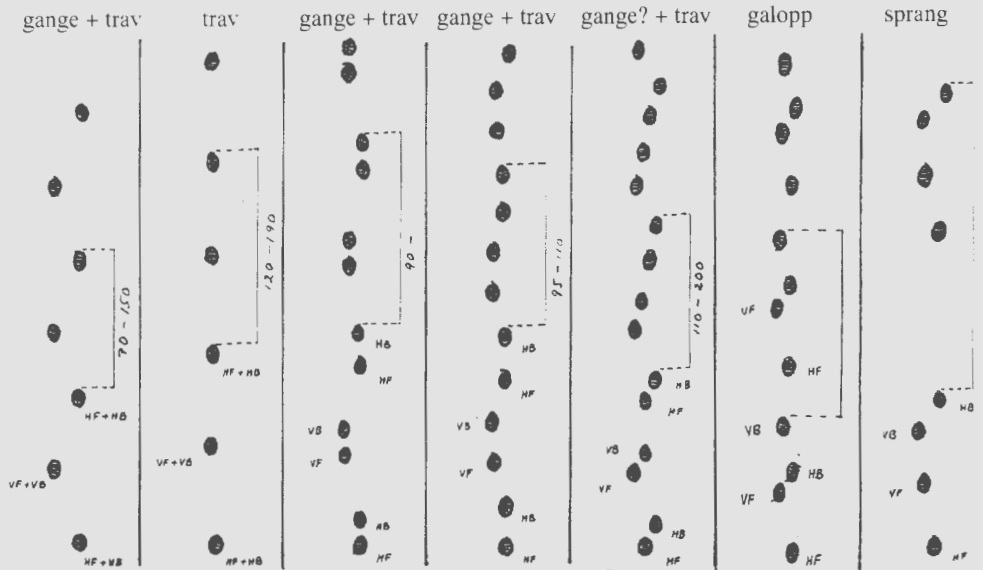 gange + trav
trav
gange + trav
gange + trav
gange? + trav
galopp
sprang
70-150
HF+HB
VF+VB
HF+HB
120-190
HF+HB
VF+VB
HF+HB
90-
HB
HF
VB
VF
HB
HF
95-110
HB
HF
VB
VF
HB
HF
110-200
HB
HF
VB
VF
HB
HF
VF
HF
VB
HB
VF
HF
HB
VB
VF
HF